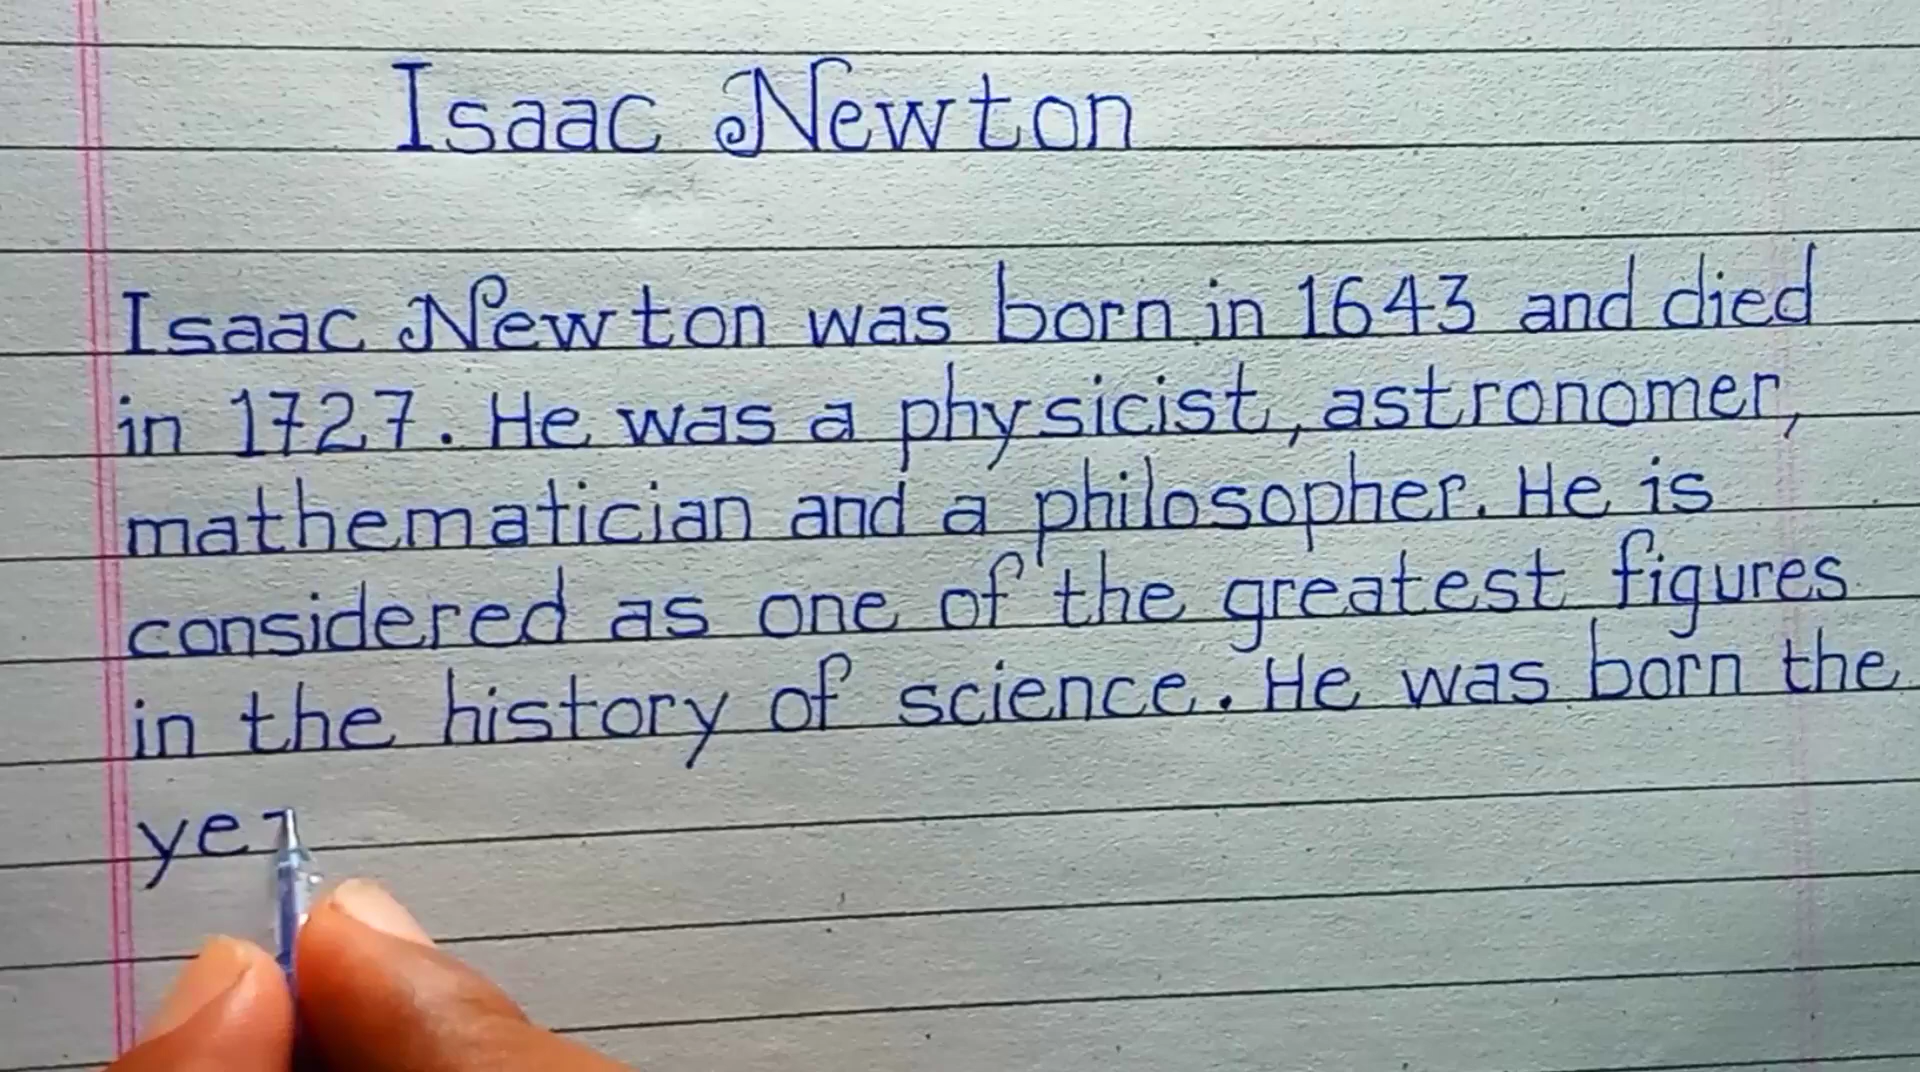 Isaac Newton
Isaac Newton was born in 1643 and died
in 1727. He was a physicist, astronomer,
mathematician and a philosopher. He is
considered as one of the greatest figures
in the history of science. He was born the
ye